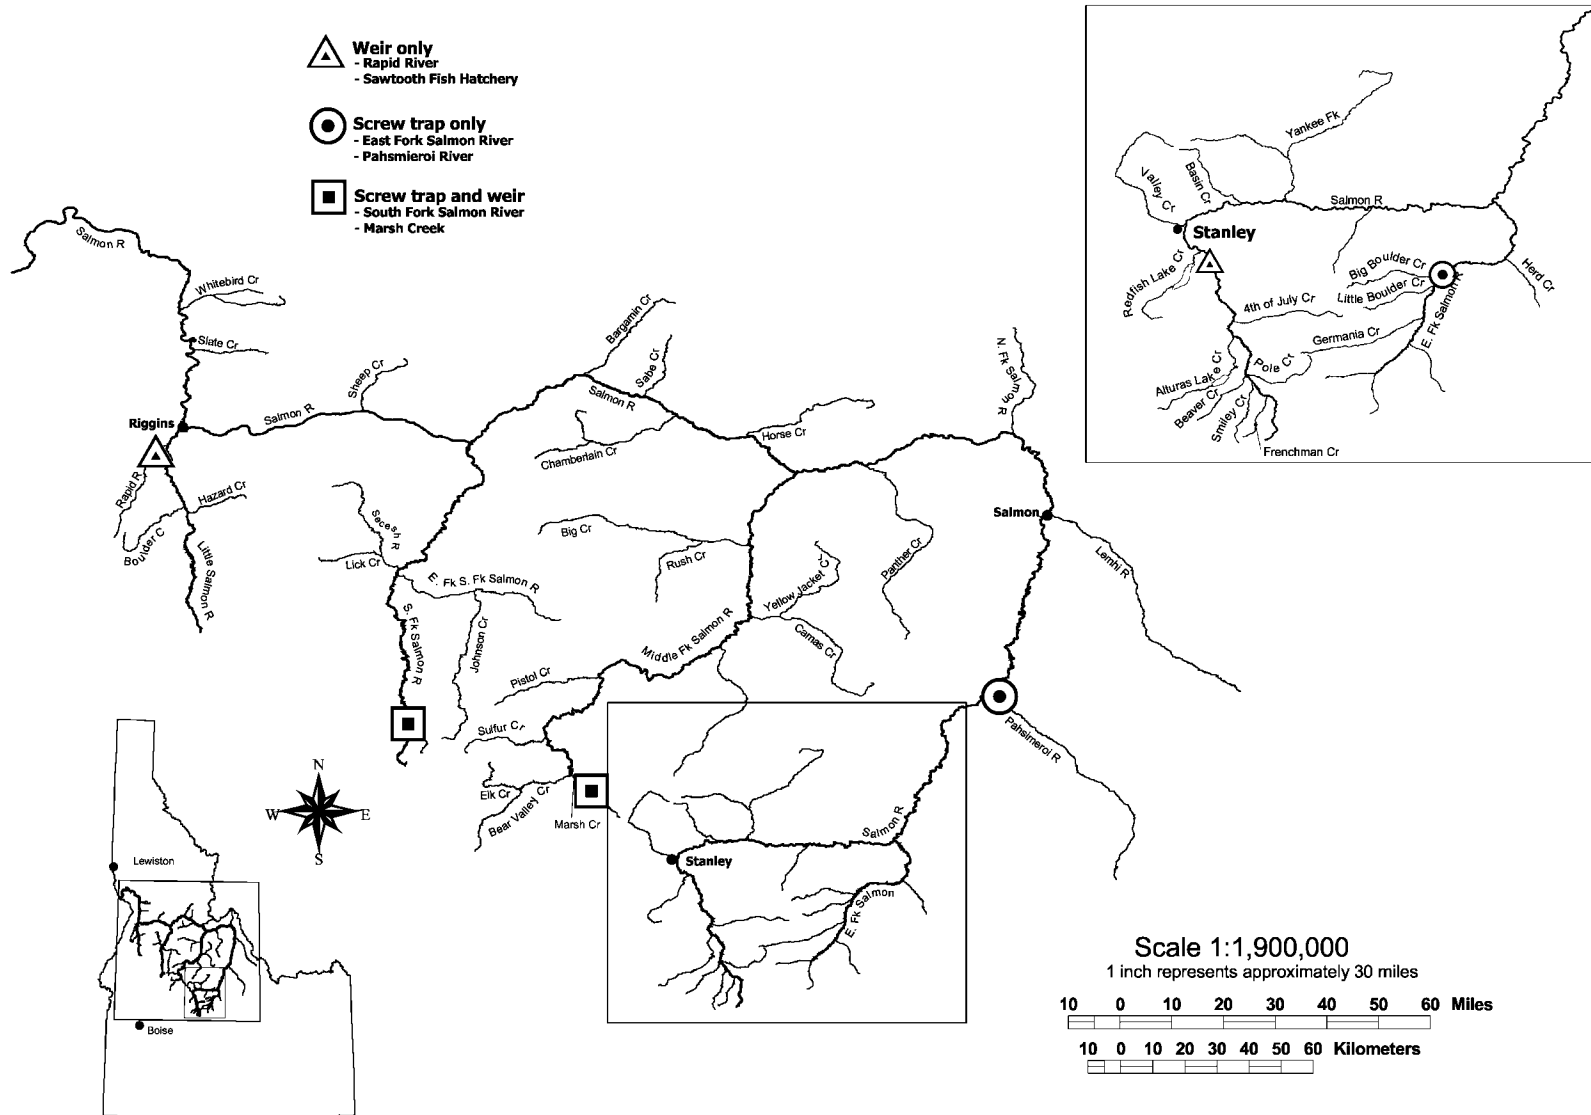 Weir only
- Rapid River
- Sawtooth Fish Hatchery
Screw trap only
- East Fork Salmon River
- Pahsmieroi River
Screw trap and weir
- South Fork Salmon River
- Marsh Creek
Yankee Fk
Valley Cr
Basin Cr
Salmon R
Stanley
Redfish Lake Cr
Big Boulder Cr
Little Boulder Cr
Herd Cr
4th of July Cr
E. Fk Salmon R
Germania Cr
Pole Cr
Alturas Lake Cr
Beaver Cr
Smiley Cr
Frenchman Cr
Salmon R
Whitebird Cr
Slate Cr
Sheep Cr
Bargamin Cr
Sabe Cr
N. Fk Salmon R
Riggins
Salmon R
Salmon R
Horse Cr
Chamberlain Cr
Rapid R
Hazard Cr
Boulder C
Little Salmon R
Secesh R
Lick Cr
E. Fk S. Fk Salmon R
S. Fk Salmon R
Johnson Cr
Big Cr
Rush Cr
Yellow Jacket C
Panther Cr
Camas Cr
Middle Fk Salmon R
Salmon
Lemhi R
Pistol Cr
Sulfur Cr
Elk Cr
Bear Valley Cr
Marsh Cr
Pahsimeroi R
Salmon R
Stanley
E. Fk Salmon
N
W
E
S
Lewiston
Boise
Scale 1:1,900,000
1 inch represents approximately 30 miles
10 0 10 20 30 40 50 60 Miles
10 0 10 20 30 40 50 60 Kilometers